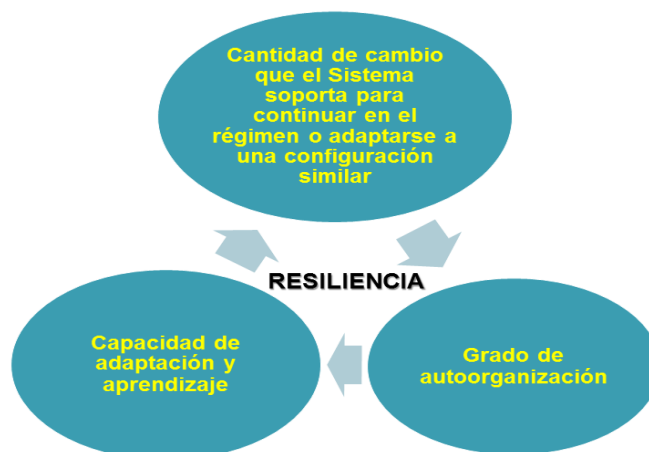 Cantidad de cambio
que el Sistema
soporta para
continuar en el
régimen o adaptarse a
una configuración
similar
RESILIENCIA
Capacidad de
adaptación y
aprendizaje
Grado de
autoorganización